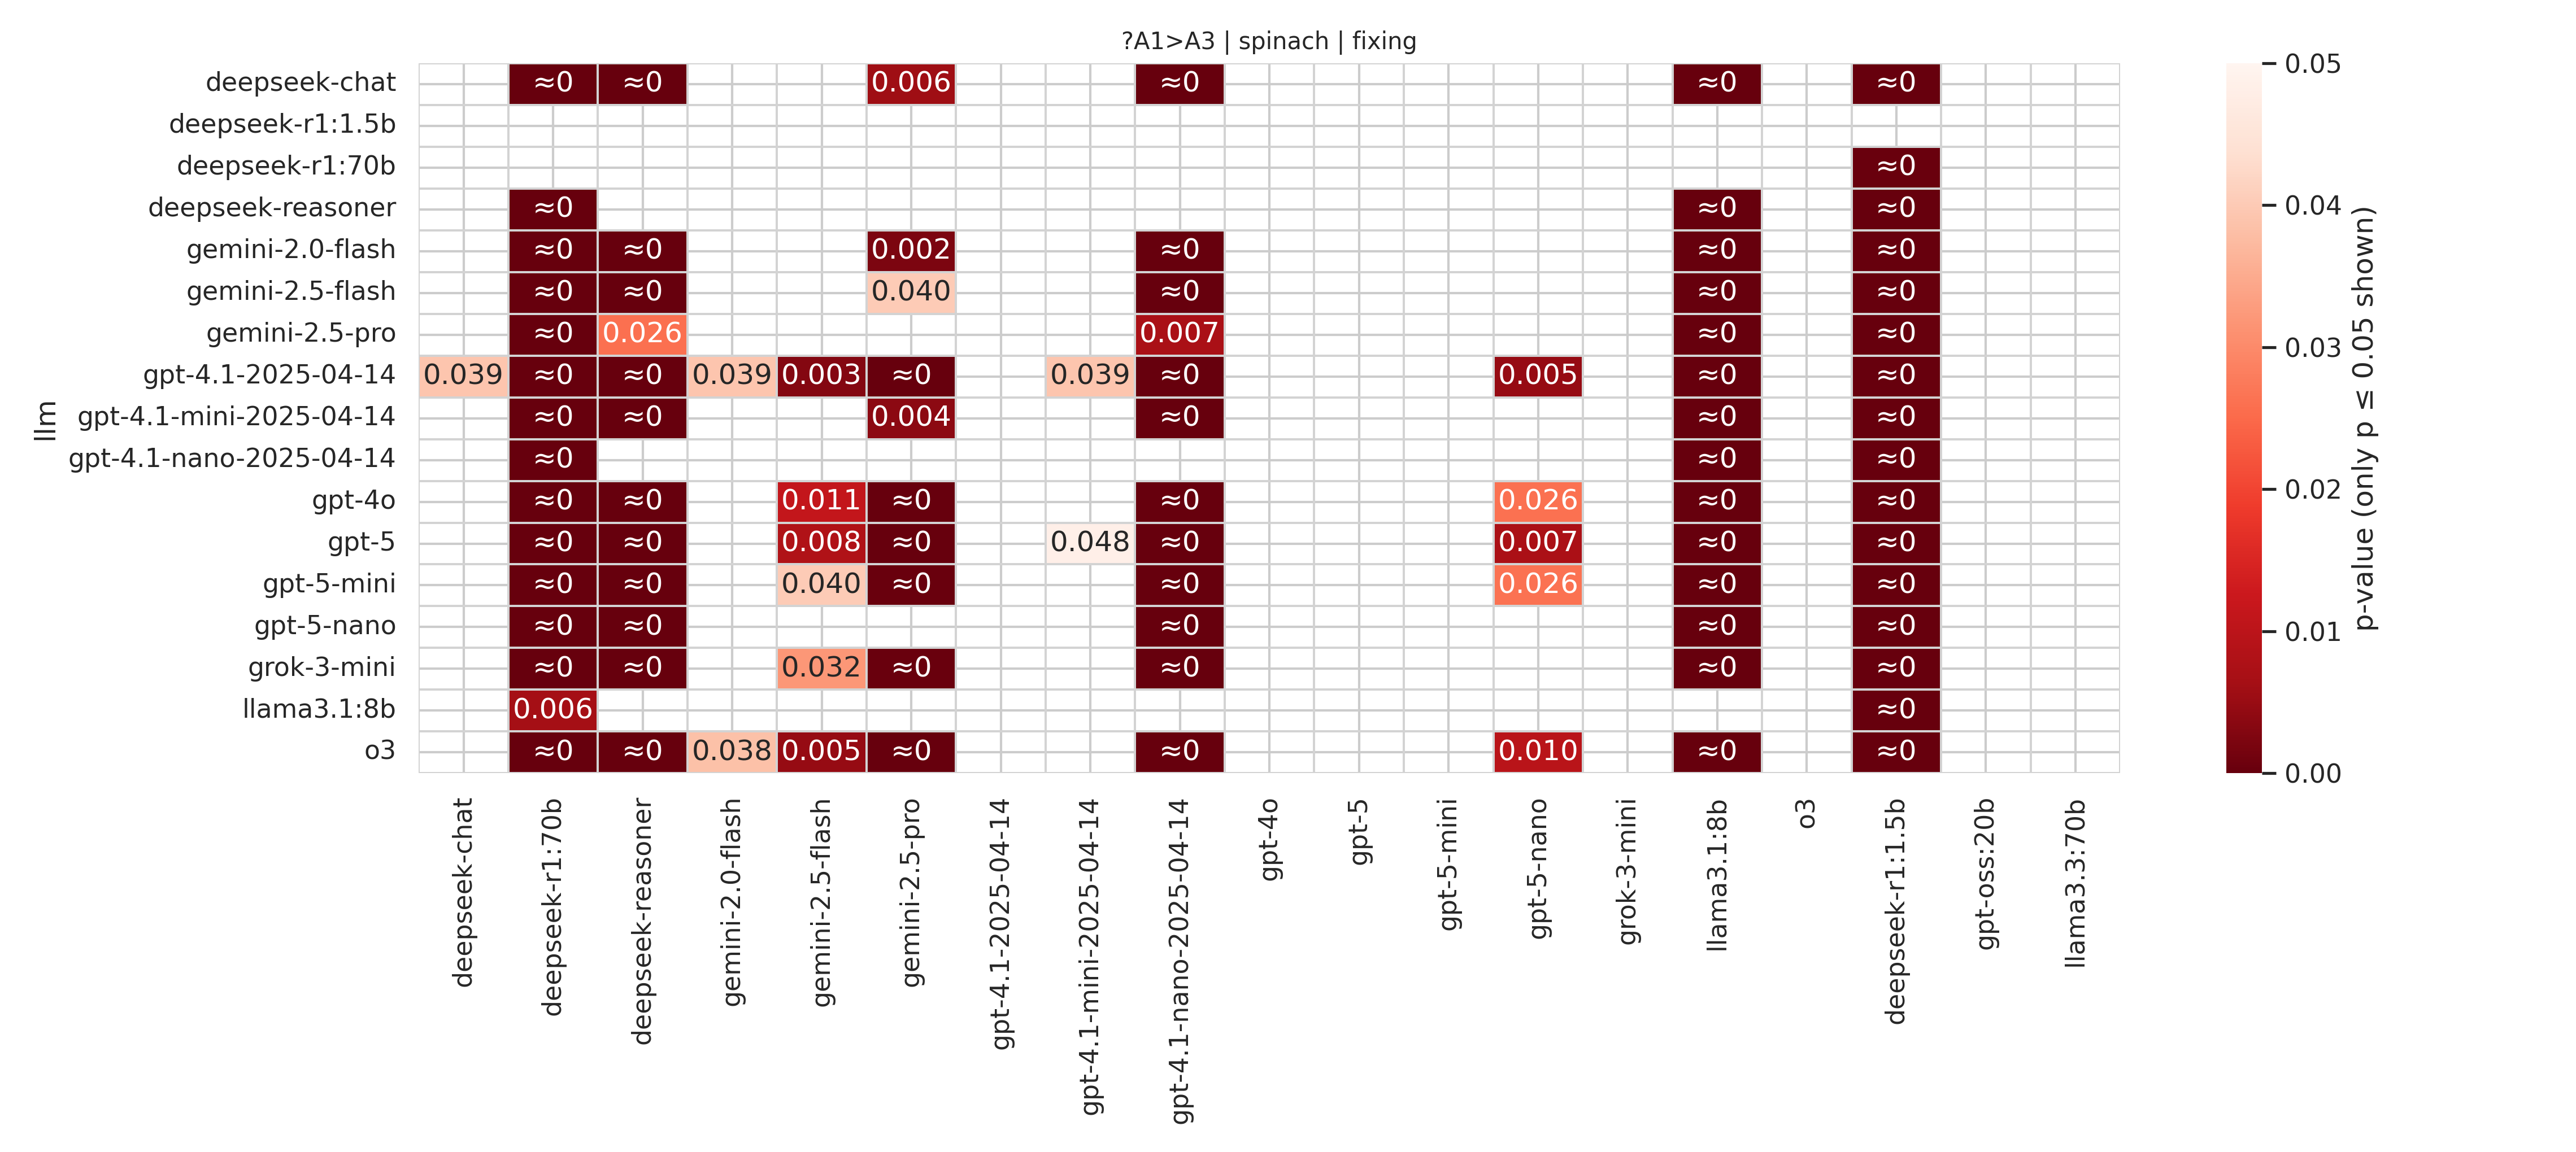 ?A1>A3 | spinach | fixing
deepseek-chat ≈0 ≈0 0.006 ≈0 ≈0 ≈0
deepseek-r1:1.5b
deepseek-r1:70b ≈0
deepseek-reasoner ≈0 ≈0 ≈0
gemini-2.0-flash ≈0 ≈0 0.002 ≈0 ≈0 ≈0
gemini-2.5-flash ≈0 ≈0 0.040 ≈0 ≈0 ≈0
gemini-2.5-pro ≈0 0.026 0.007 ≈0 ≈0
gpt-4.1-2025-04-14 0.039 ≈0 ≈0 0.039 0.003 ≈0 0.039 ≈0 0.005 ≈0 ≈0
gpt-4.1-mini-2025-04-14 ≈0 ≈0 0.004 ≈0 ≈0 ≈0
gpt-4.1-nano-2025-04-14 ≈0 ≈0 ≈0
gpt-4o ≈0 ≈0 0.011 ≈0 ≈0 0.026 ≈0 ≈0
gpt-5 ≈0 ≈0 0.008 ≈0 0.048 ≈0 0.007 ≈0 ≈0
gpt-5-mini ≈0 ≈0 0.040 ≈0 ≈0 0.026 ≈0 ≈0
gpt-5-nano ≈0 ≈0 ≈0 ≈0 ≈0
grok-3-mini ≈0 ≈0 0.032 ≈0 ≈0 ≈0 ≈0
llama3.1:8b 0.006 ≈0
o3 ≈0 ≈0 0.038 0.005 ≈0 ≈0 0.010 ≈0 ≈0
llm
deepseek-chat
deepseek-r1:70b
deepseek-reasoner
gemini-2.0-flash
gemini-2.5-flash
gemini-2.5-pro
gpt-4.1-2025-04-14
gpt-4.1-mini-2025-04-14
gpt-4.1-nano-2025-04-14
gpt-4o
gpt-5
gpt-5-mini
gpt-5-nano
grok-3-mini
llama3.1:8b
o3
deepseek-r1:1.5b
gpt-oss:20b
llama3.3:70b
0.05
0.04
0.03
0.02
0.01
0.00
p-value (only p ≤ 0.05 shown)